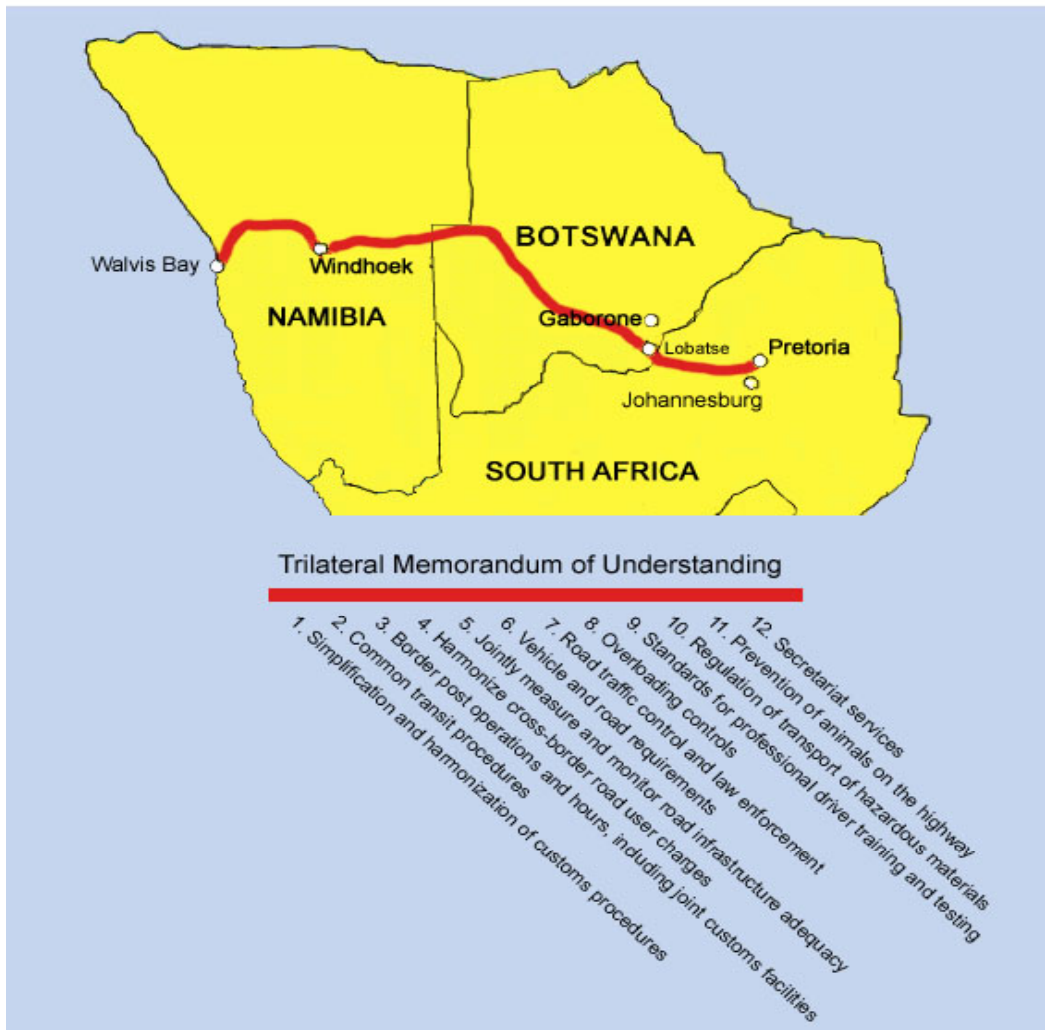 BOTSWANA
Walvis Bay
Windhoek
NAMIBIA
Gaborone
Lobatse
Pretoria
Johannesburg
SOUTH AFRICA
Trilateral Memorandum of Understanding
1. Simplification and harmonization of customs procedures
2. Common transit procedures
3. Border post operations and hours, including joint customs facilities
4. Harmonize cross-border road user charges
5. Jointly measure and monitor road infrastructure adequacy
6. Vehicle and road requirements
7. Road traffic control and law enforcement
8. Overloading controls
9. Standards for professional driver training and testing
10. Regulation of transport of hazardous materials
11. Prevention of animals on the highway
12. Secretariat services